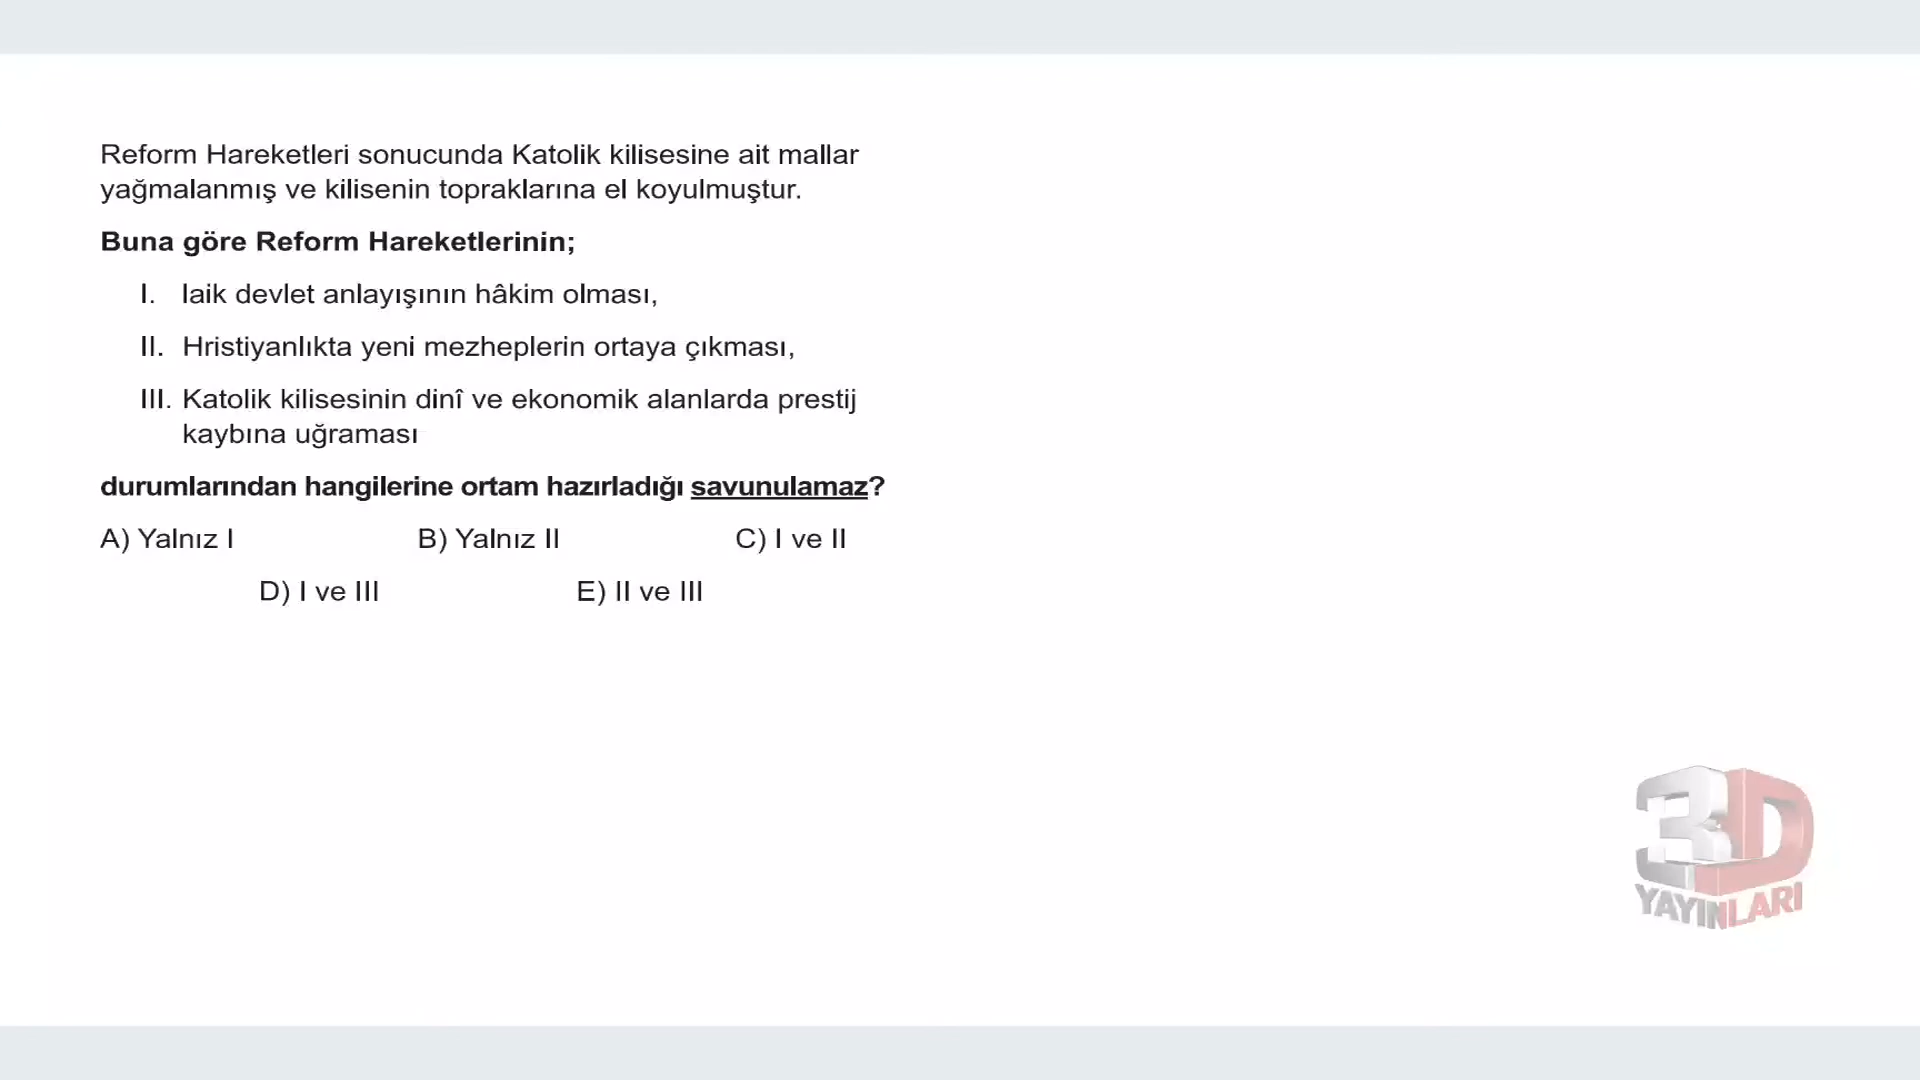 Reform Hareketleri sonucunda Katolik kilisesine ait mallar
yağmalanmış ve kilisenin topraklarına el koyulmuştur.
Buna göre Reform Hareketlerinin;
I. laik devlet anlayışının hâkim olması,
II. Hristiyanlıkta yeni mezheplerin ortaya çıkması,
III. Katolik kilisesinin dinî ve ekonomik alanlarda prestij
kaybına uğraması
durumlarından hangilerine ortam hazırladığı savunulamaz?
A) Yalnız I B) Yalnız II C) I ve II
D) I ve III E) II ve III
3D
YAYINLARI